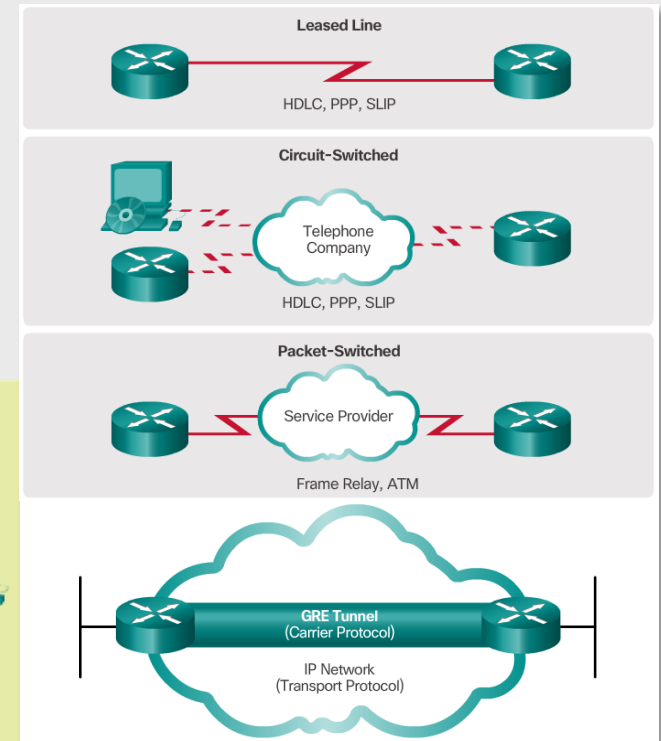 Leased Line
HDLC, PPP, SLIP
Circuit-Switched
Telephone
Company
HDLC, PPP, SLIP
Packet-Switched
Service Provider
Frame Relay, ATM
GRE Tunnel
(Carrier Protocol)
IP Network
(Transport Protocol)